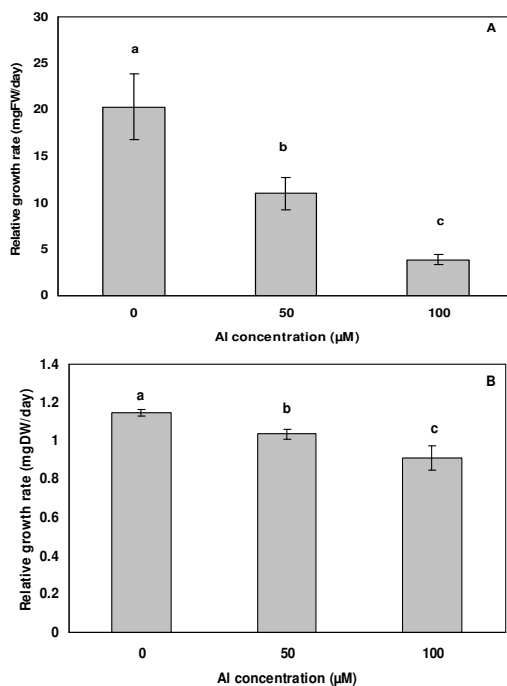 A
Relative growth rate (mgFW/day)
30
25
20
15
10
5
0
a
b
c
0 50 100
Al concentration (µM)
B
Relative growth rate (mgDW/day)
1.4
1.2
1
0.8
0.6
0.4
0.2
0
a
b
c
0 50 100
Al concentration (µM)